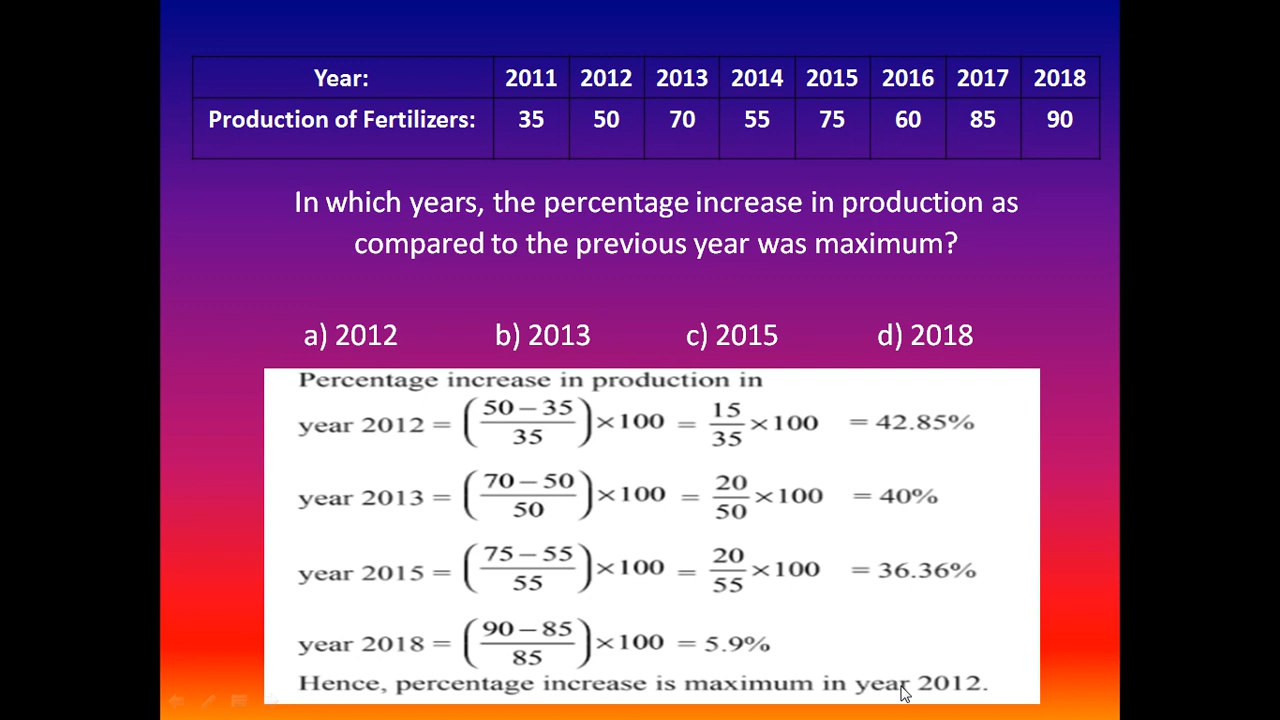 Year: 2011 2012 2013 2014 2015 2016 2017 2018
Production of Fertilizers: 35 50 70 55 75 60 85 90
In which years, the percentage increase in production as
compared to the previous year was maximum?
a) 2012 b) 2013 c) 2015 d) 2018
Percentage increase in production in
year 2012 = (50 – 35 / 35) ×100 = 15/35 ×100 = 42.85%
year 2013 = (70 – 50 / 50) ×100 = 20/50 ×100 = 40%
year 2015 = (75 – 55 / 55) ×100 = 20/55 ×100 = 36.36%
year 2018 = (90 – 85 / 85) ×100 = 5.9%
Hence, percentage increase is maximum in year 2012.